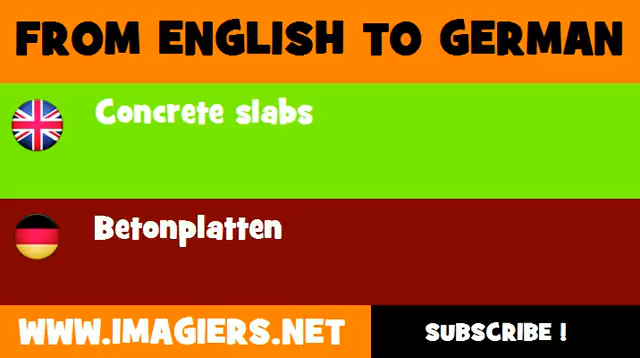 FROM ENGLISH TO GERMAN
Concrete slabs
Betonplatten
WWW.IMAGIERS.NET
SUBSCRIBE !